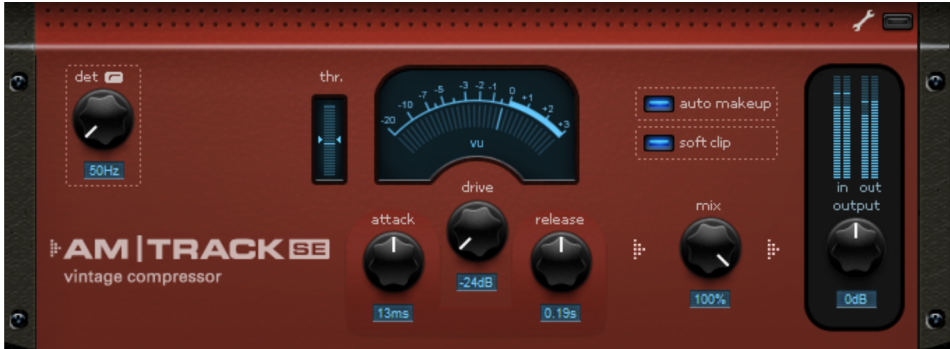 det
50Hz
thr.
-20 -10 -7 -5 -3 -2 -1 0 +1 +2 +3
vu
auto makeup
soft clip
in out
drive
-24dB
attack
13ms
release
0.19s
mix
100%
output
0dB
AM|TRACK SE
vintage compressor